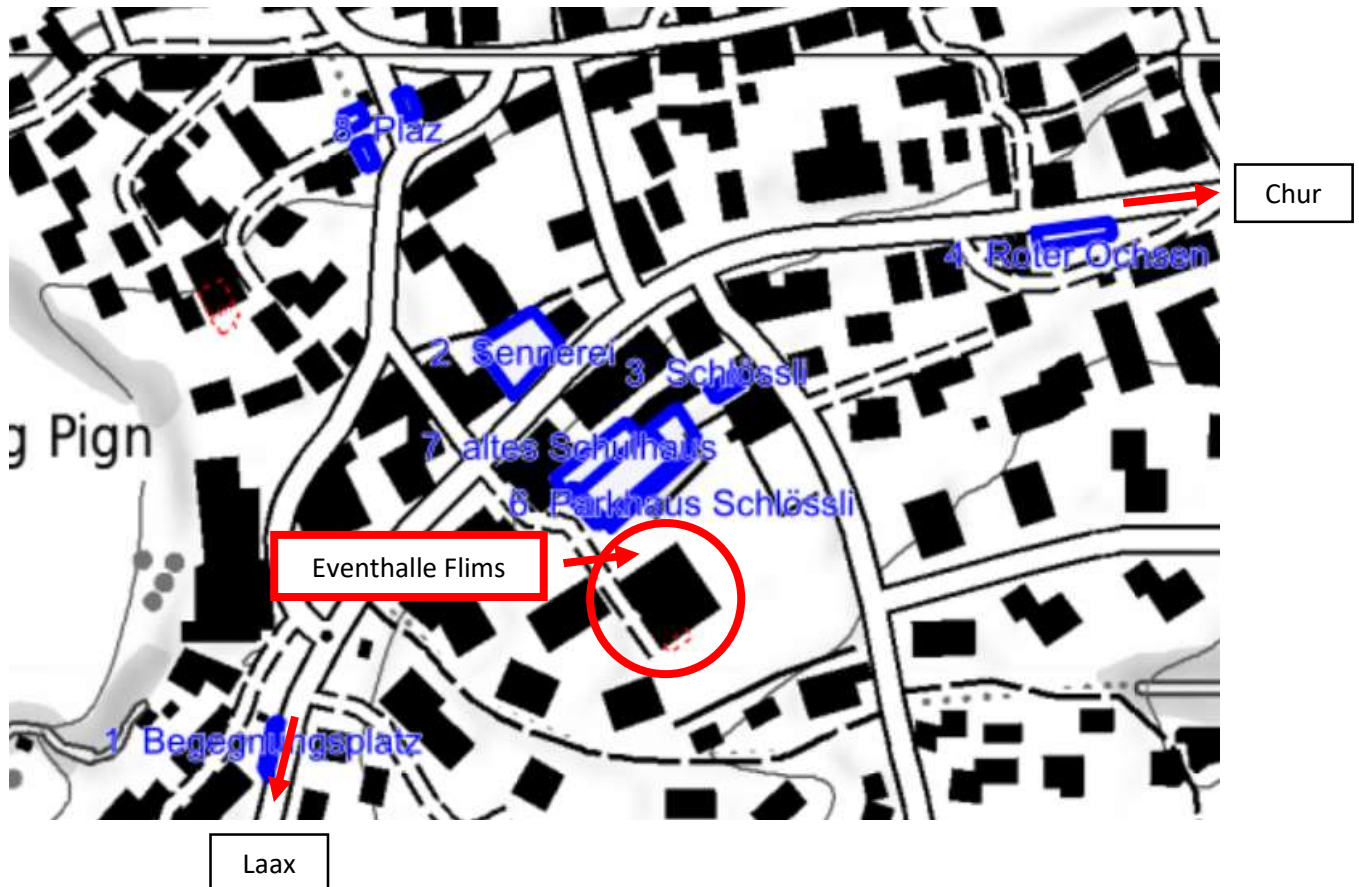 8 Plaz
Chur
4 Roter Ochsen
2 Sennerei
3 Schlössli
g Pign
7 altes Schulhaus
6 Parkhaus Schlössli
Eventhalle Flims
1 Begegnungsplatz
Laax